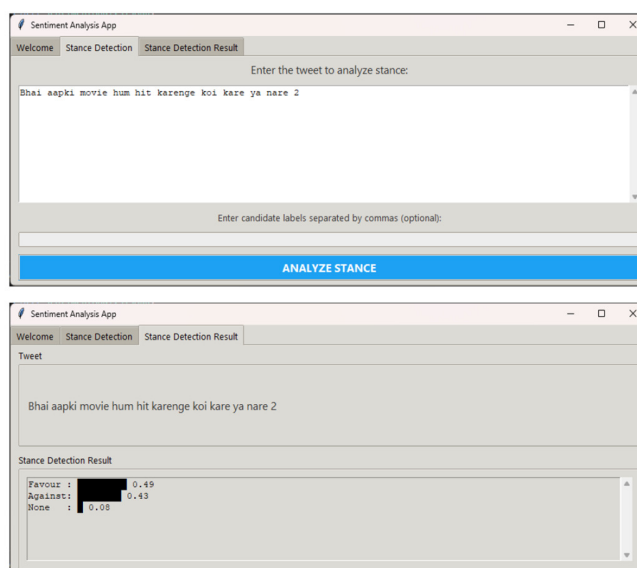 Sentiment Analysis App
Welcome Stance Detection Stance Detection Result
Enter the tweet to analyze stance:
Bhai aapki movie hum hit karenge koi kare ya nare 2
Enter candidate labels separated by commas (optional):
ANALYZE STANCE
Sentiment Analysis App
Welcome Stance Detection Stance Detection Result
Tweet
Bhai aapki movie hum hit karenge koi kare ya nare 2
Stance Detection Result
Favour : 0.49
Against: 0.43
None : 0.08